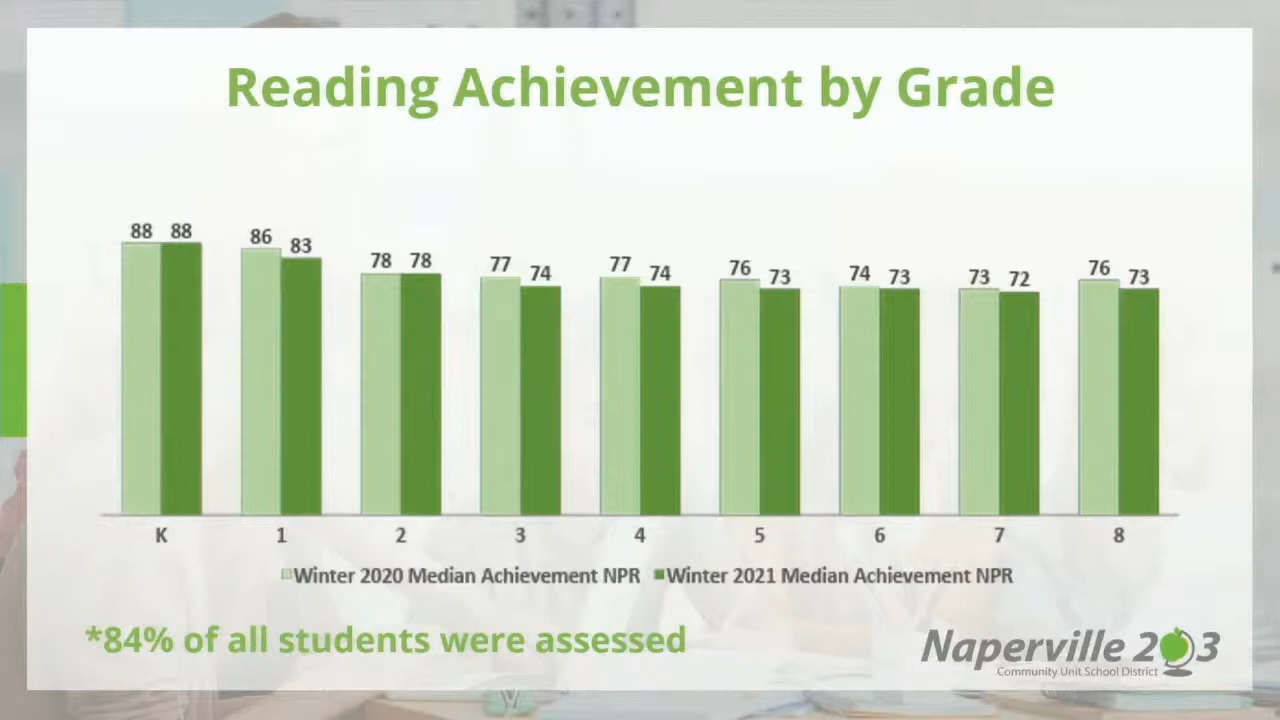 Reading Achievement by Grade
88 88 86 83 78 78 77 74 77 74 76 73 74 73 73 72 76 73
K 1 2 3 4 5 6 7 8
Winter 2020 Median Achievement NPR Winter 2021 Median Achievement NPR
*84% of all students were assessed
Naperville 203
Community Unit School District